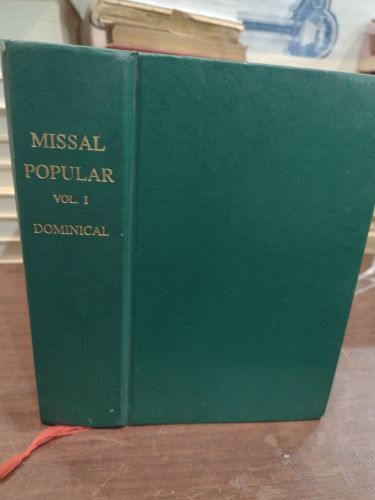 MISSAL
POPULAR
VOL. I
DOMINICAL